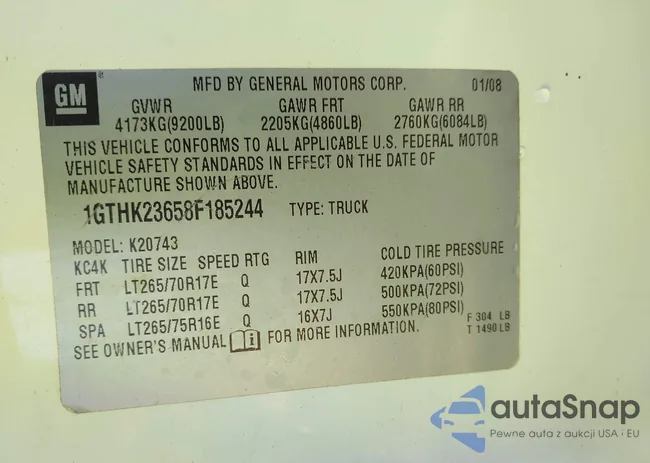 GM MFD BY GENERAL MOTORS CORP. 01/08
GVWR GAWR FRT GAWR RR
4173KG(9200LB) 2205KG(4860LB) 2760KG(6084LB)
THIS VEHICLE CONFORMS TO ALL APPLICABLE U.S. FEDERAL MOTOR
VEHICLE SAFETY STANDARDS IN EFFECT ON THE DATE OF
MANUFACTURE SHOWN ABOVE.
1GTHK23658F185244 TYPE: TRUCK
MODEL: K20743
KC4K TIRE SIZE SPEED RTG RIM COLD TIRE PRESSURE
FRT LT265/70R17E Q 17X7.5J 420KPA(60PSI)
RR LT265/70R17E Q 17X7.5J 500KPA(72PSI)
SPA LT265/75R16E Q 16X7J 550KPA(80PSI) F 304 LB
SEE OWNER'S MANUAL FOR MORE INFORMATION. T 1490LB
autaSnap
Pewne auta z aukcji USA i EU